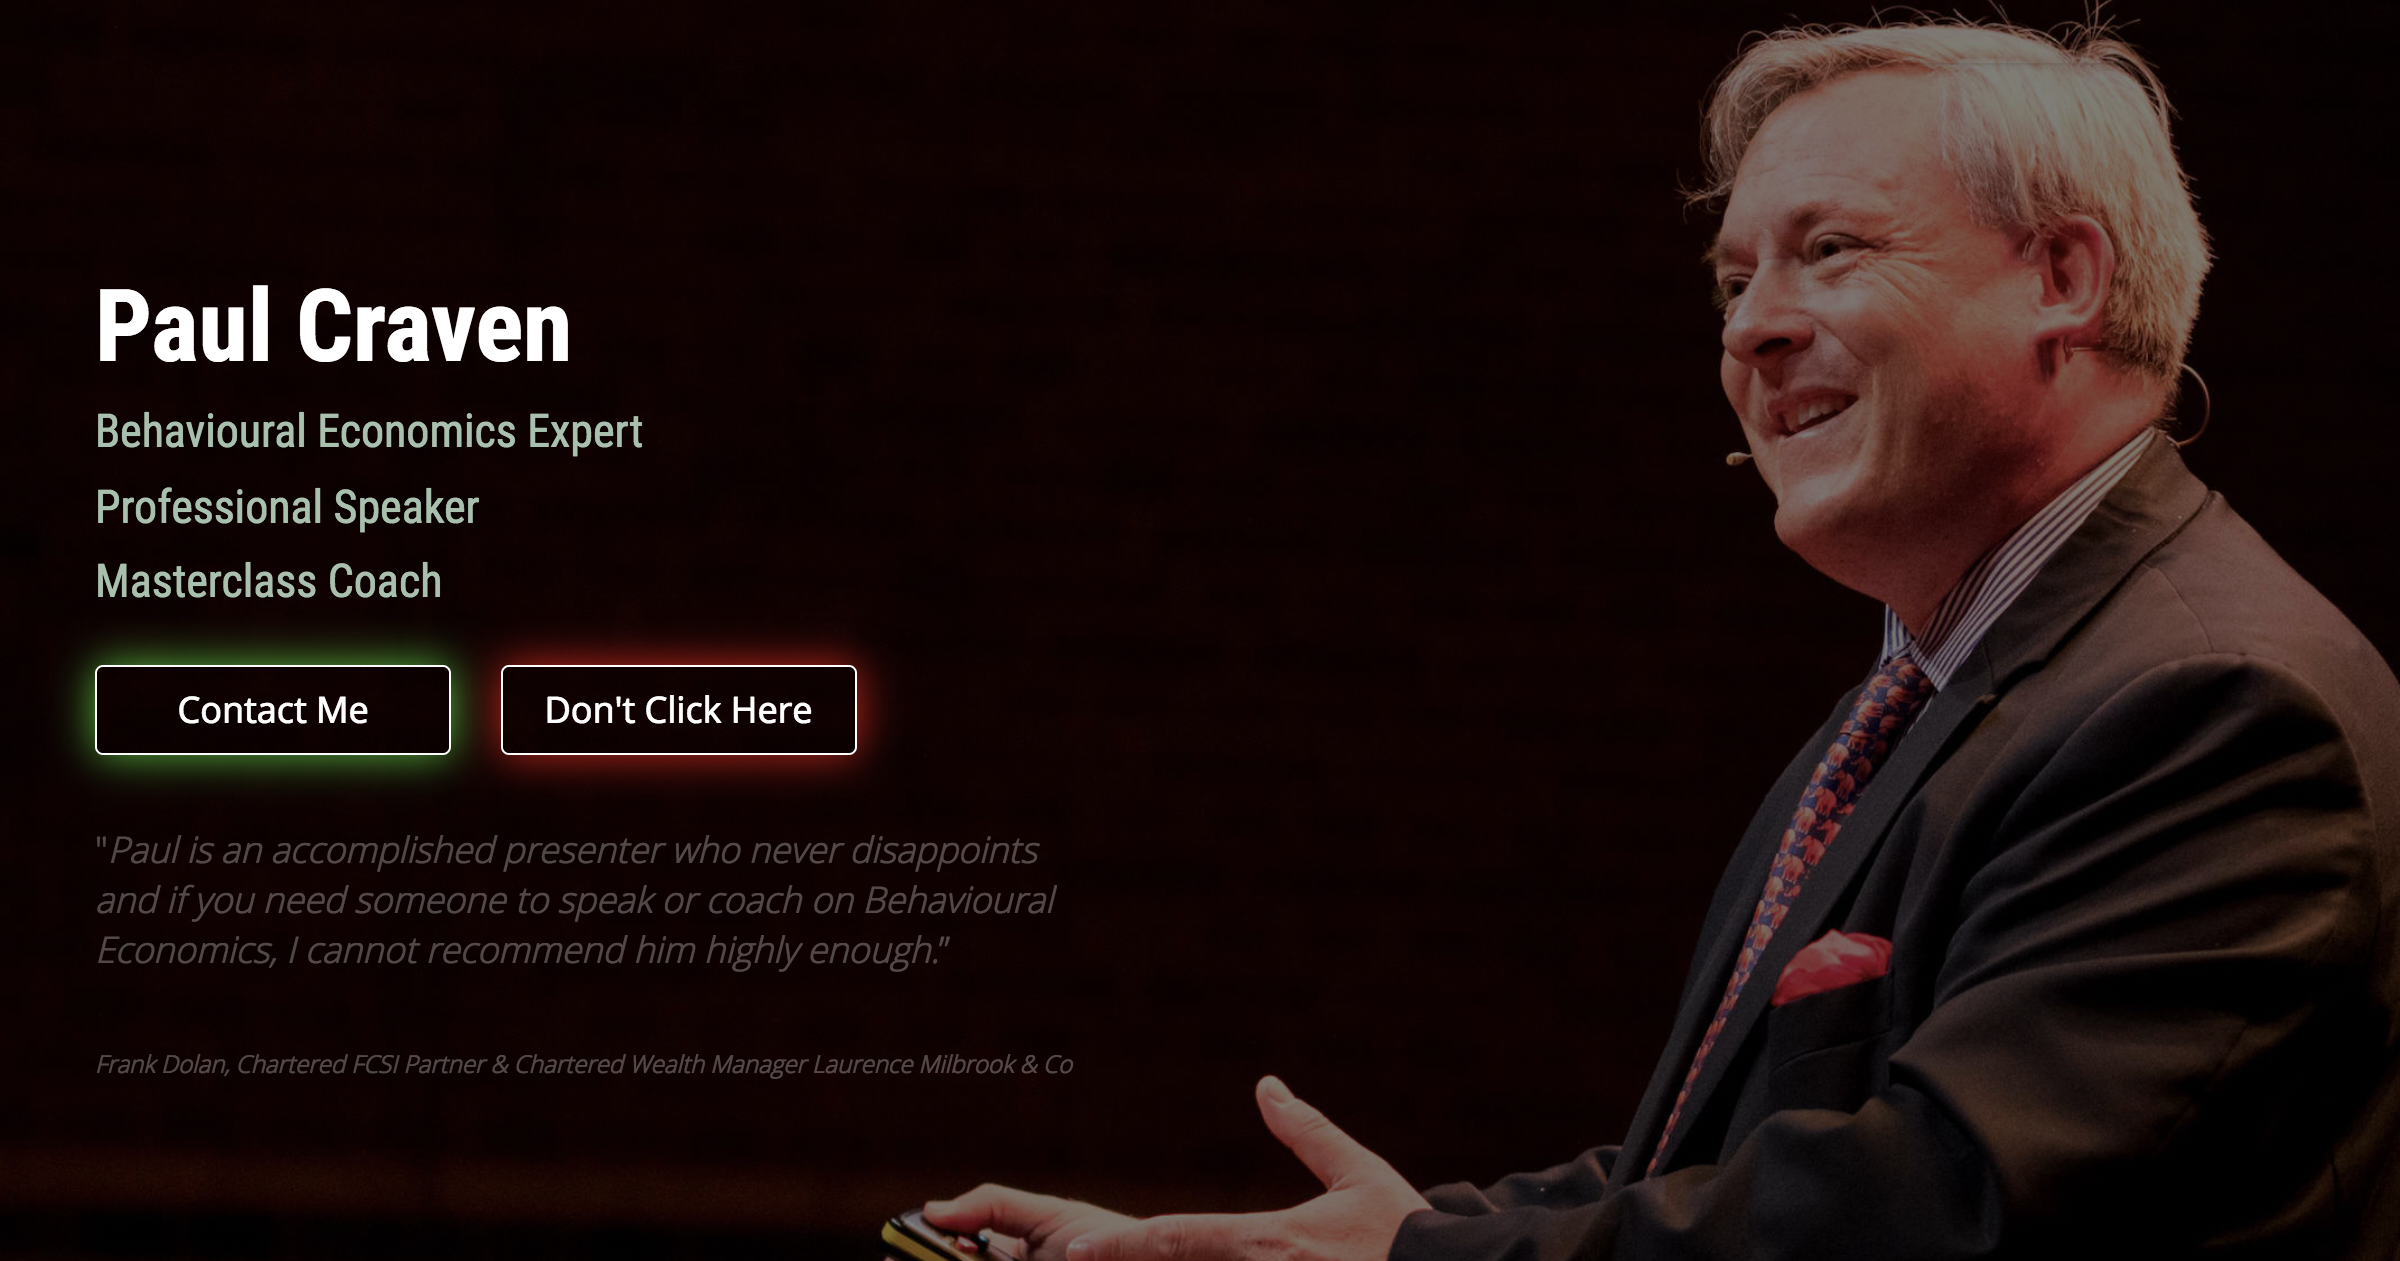 Paul Craven
Behavioural Economics Expert
Professional Speaker
Masterclass Coach
Contact Me
Don't Click Here
"Paul is an accomplished presenter who never disappoints
and if you need someone to speak or coach on Behavioural
Economics, I cannot recommend him highly enough."
Frank Dolan, Chartered FCSI Partner & Chartered Wealth Manager Laurence Milbrook & Co